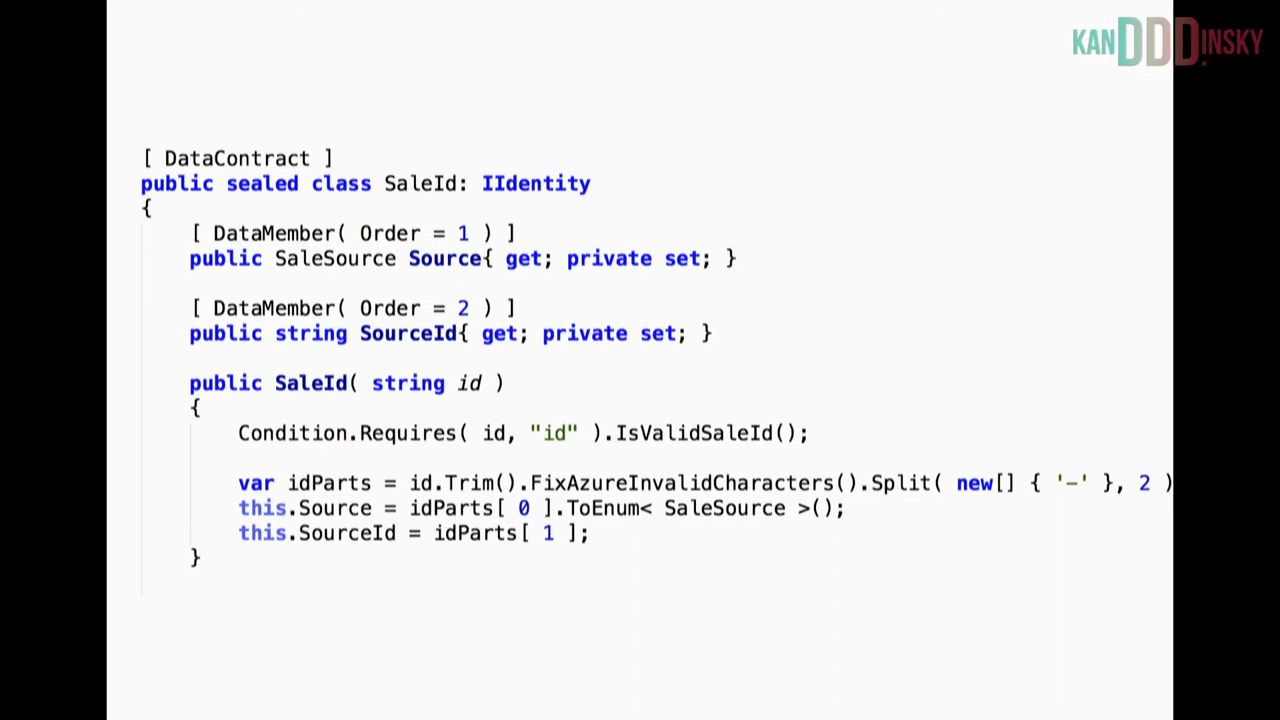 KANDDDINSKY
[ DataContract ]
public sealed class SaleId: IIdentity
{
[ DataMember( Order = 1 ) ]
public SaleSource Source{ get; private set; }
[ DataMember( Order = 2 ) ]
public string SourceId{ get; private set; }
public SaleId( string id )
{
Condition.Requires( id, "id" ).IsValidSaleId();
var idParts = id.Trim().FixAzureInvalidCharacters().Split( new[] { '-' }, 2 )
this.Source = idParts[ 0 ].ToEnum< SaleSource >();
this.SourceId = idParts[ 1 ];
}